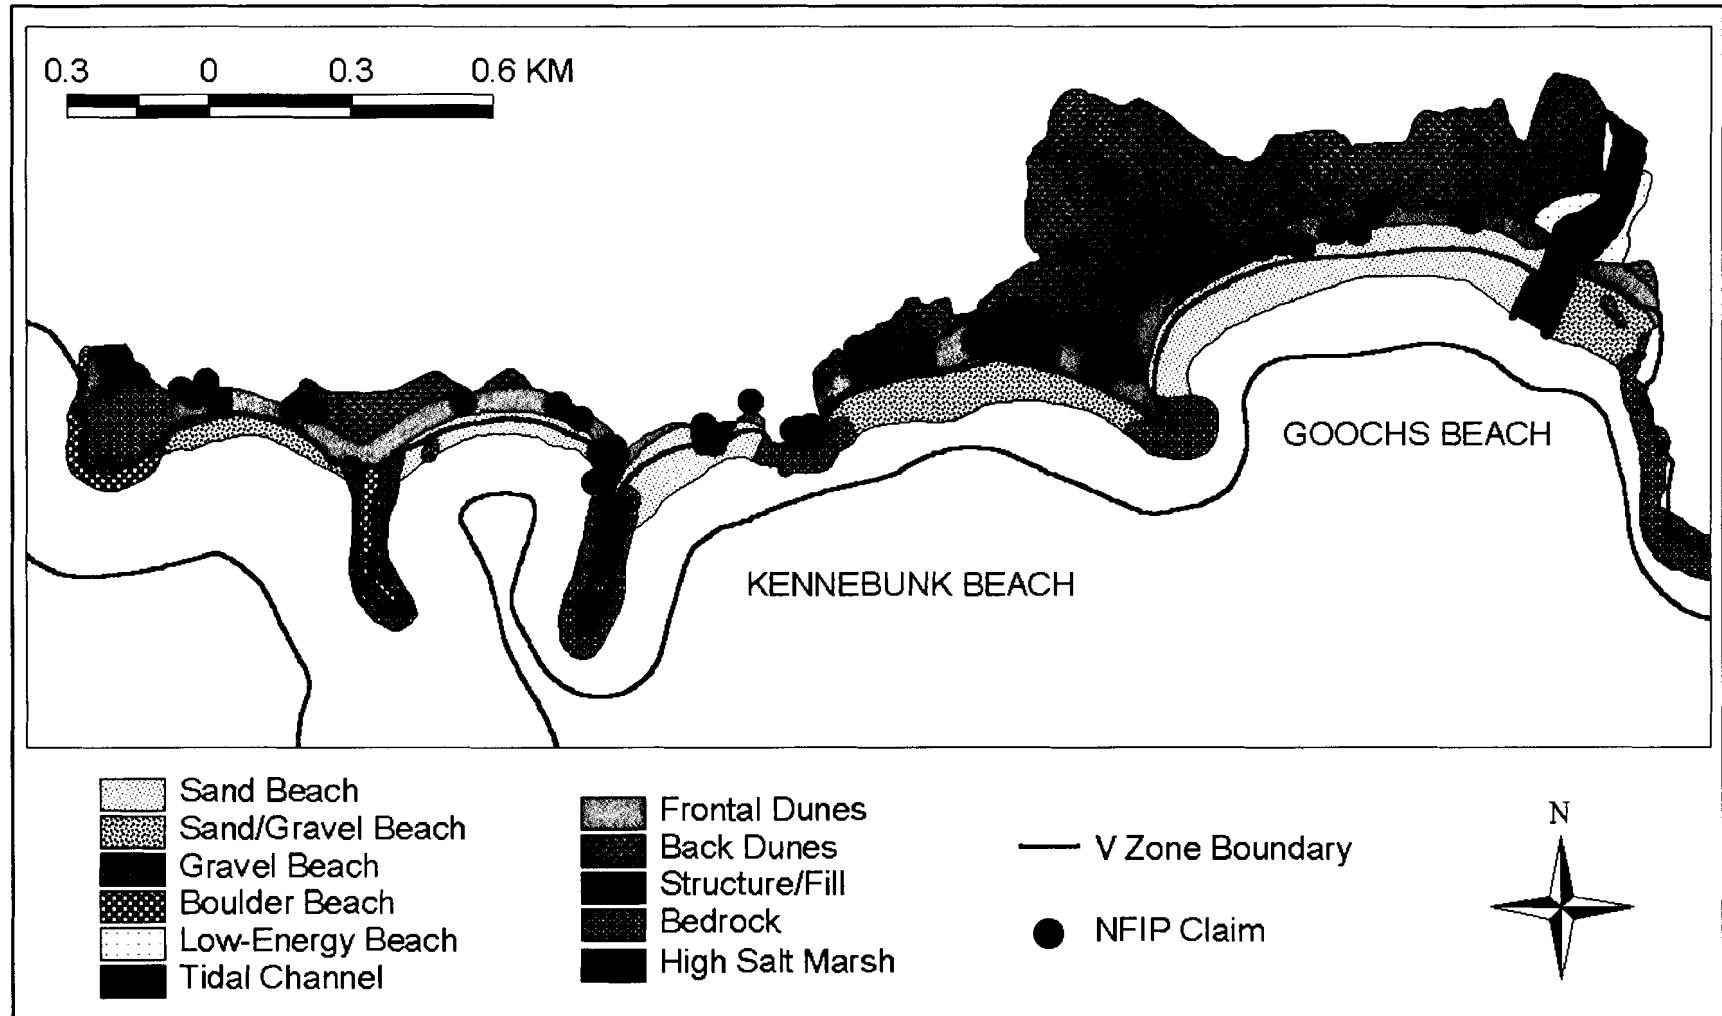 0.3 0 0.3 0.6 KM
GOOCHS BEACH
KENNEBUNK BEACH
Sand Beach
Sand/Gravel Beach
Gravel Beach
Boulder Beach
Low-Energy Beach
Tidal Channel
Frontal Dunes
Back Dunes
Structure/Fill
Bedrock
High Salt Marsh
V Zone Boundary
NFIP Claim
N